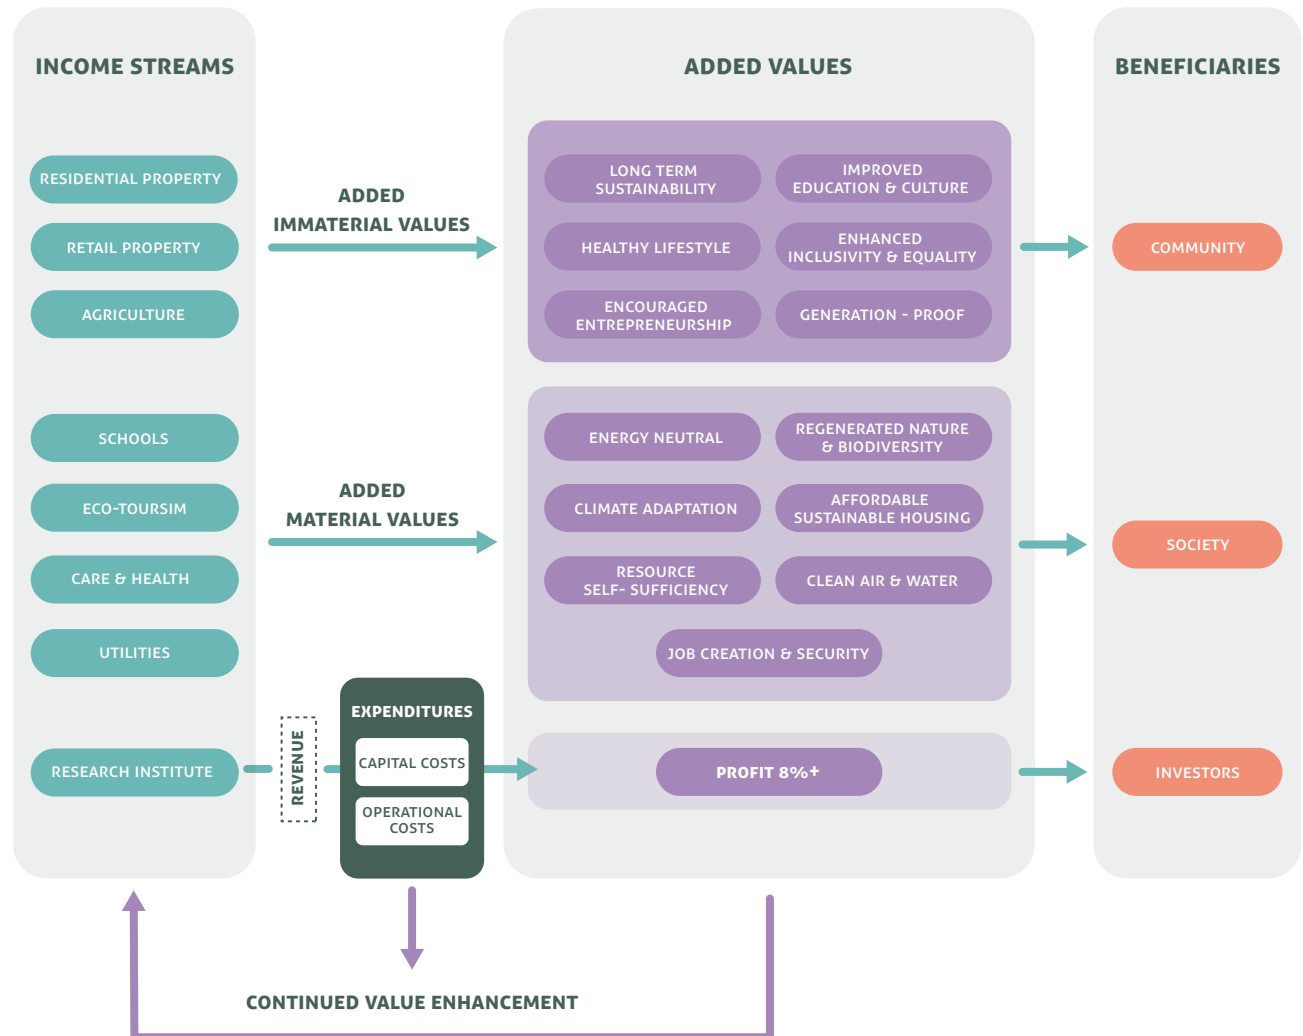 INCOME STREAMS
RESIDENTIAL PROPERTY
RETAIL PROPERTY
AGRICULTURE
SCHOOLS
ECO-TOURSIM
CARE & HEALTH
UTILITIES
RESEARCH INSTITUTE
ADDED
IMMATERIAL VALUES
ADDED
MATERIAL VALUES
REVENUE
EXPENDITURES
CAPITAL COSTS
OPERATIONAL
COSTS
ADDED VALUES
LONG TERM
SUSTAINABILITY
IMPROVED
EDUCATION & CULTURE
HEALTHY LIFESTYLE
ENHANCED
INCLUSIVITY & EQUALITY
ENCOURAGED
ENTREPRENEURSHIP
GENERATION - PROOF
ENERGY NEUTRAL
REGENERATED NATURE
& BIODIVERSITY
CLIMATE ADAPTATION
AFFORDABLE
SUSTAINABLE HOUSING
RESOURCE
SELF- SUFFICIENCY
CLEAN AIR & WATER
JOB CREATION & SECURITY
PROFIT 8%+
BENEFICIARIES
COMMUNITY
SOCIETY
INVESTORS
CONTINUED VALUE ENHANCEMENT